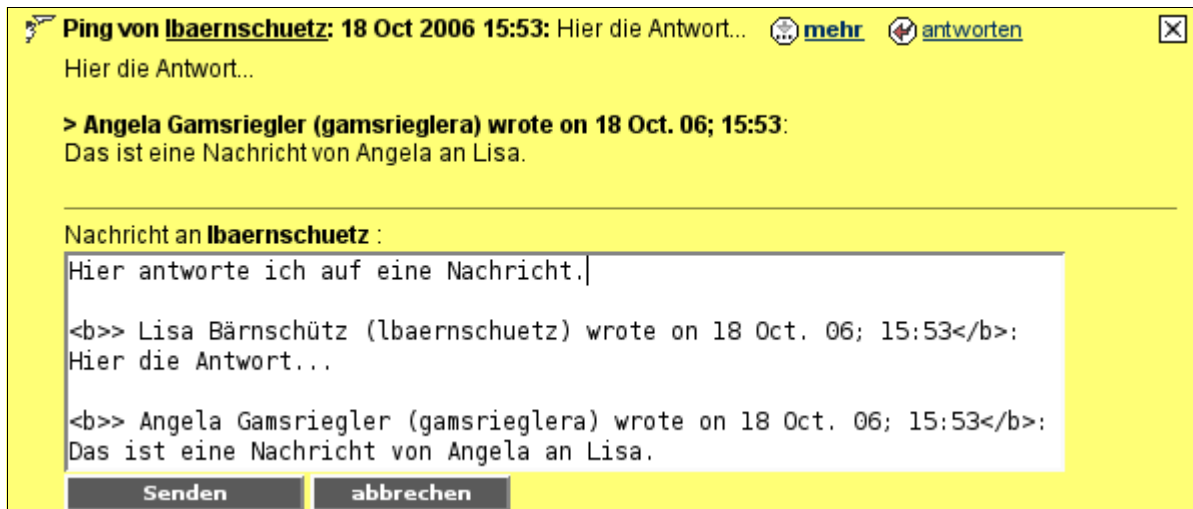 Ping von lbaernschuetz: 18 Oct 2006 15:53: Hier die Antwort... mehr antworten
Hier die Antwort...
> Angela Gamsriegler (gamsrieglera) wrote on 18 Oct. 06; 15:53:
Das ist eine Nachricht von Angela an Lisa.
Nachricht an lbaernschuetz :
Hier antworte ich auf eine Nachricht.
<b>> Lisa Bärnschütz (lbaernschuetz) wrote on 18 Oct. 06; 15:53</b>:
Hier die Antwort...
<b>> Angela Gamsriegler (gamsrieglera) wrote on 18 Oct. 06; 15:53</b>:
Das ist eine Nachricht von Angela an Lisa.
Senden abbrechen